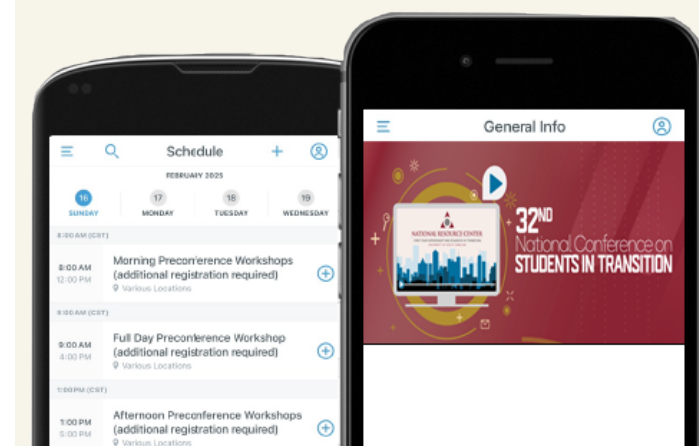 Schedule
FEBRUARY 2025
16
17
18
19
SUNDAY
MONDAY
TUESDAY
WEDNESDAY
8:00 AM (CST)
8:00 AM
12:00 PM
Morning Preconference Workshops
(additional registration required)
Various Locations
9:00 AM (CST)
9:00 AM
4:00 PM
Full Day Preconference Workshop
(additional registration required)
Various Locations
1:00 PM (CST)
1:00 PM
5:00 PM
Afternoon Preconference Workshops
(additional registration required)
Various Locations
General Info
NATIONAL RESOURCE CENTER
32ND
National Conference on
STUDENTS IN TRANSITION